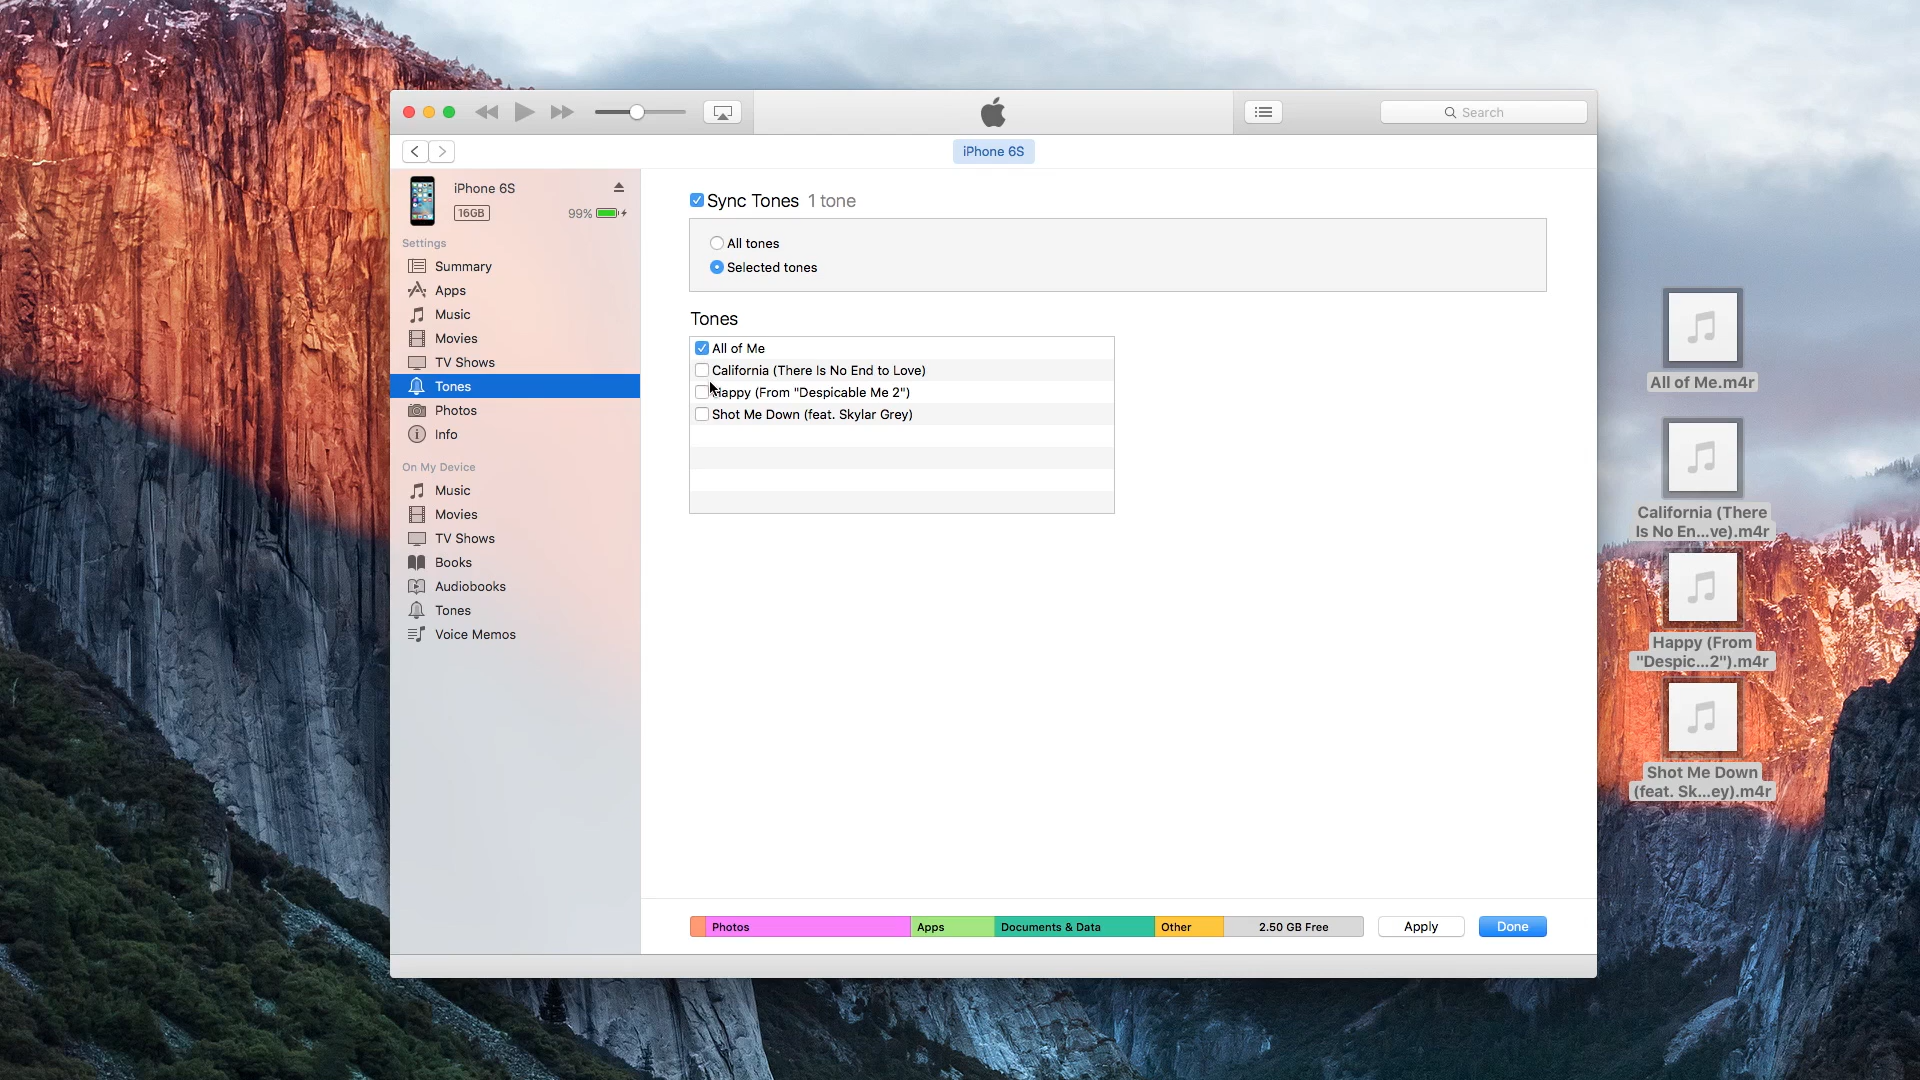 Search
iPhone 6S
iPhone 6S
16GB
99%
Settings
Summary
Apps
Music
Movies
TV Shows
Tones
Photos
Info
On My Device
Music
Movies
TV Shows
Books
Audiobooks
Tones
Voice Memos
Sync Tones 1 tone
All tones
Selected tones
Tones
All of Me
California (There Is No End to Love)
Happy (From "Despicable Me 2")
Shot Me Down (feat. Skylar Grey)
Photos
Apps
Documents & Data
Other
2.50 GB Free
Apply
Done
All of Me.m4r
California (There
Is No En...ve).m4r
Happy (From
"Despic...2").m4r
Shot Me Down
(feat. Sk...ey).m4r